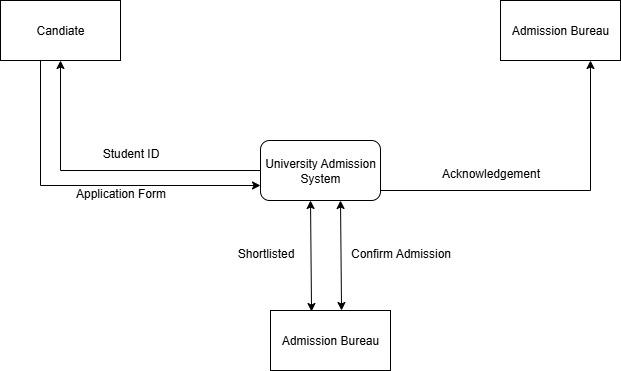 Candiate
Admission Bureau
Student ID
University Admission
System
Acknowledgement
Application Form
Shortlisted
Confirm Admission
Admission Bureau